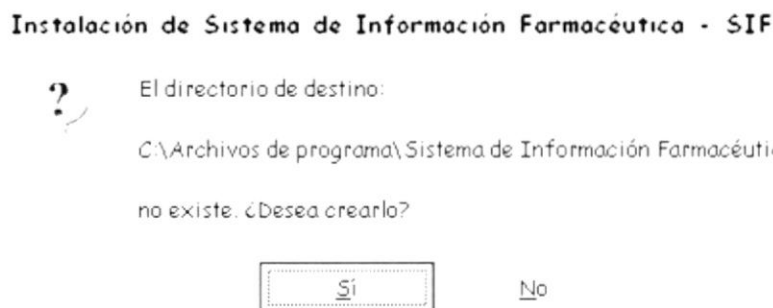 Instalación de Sistema de Información Farmacéutica - SIF
?
El directorio de destino:
C:\Archivos de programa\Sistema de Información
no existe. ¿Desea crearlo?
Sí
No